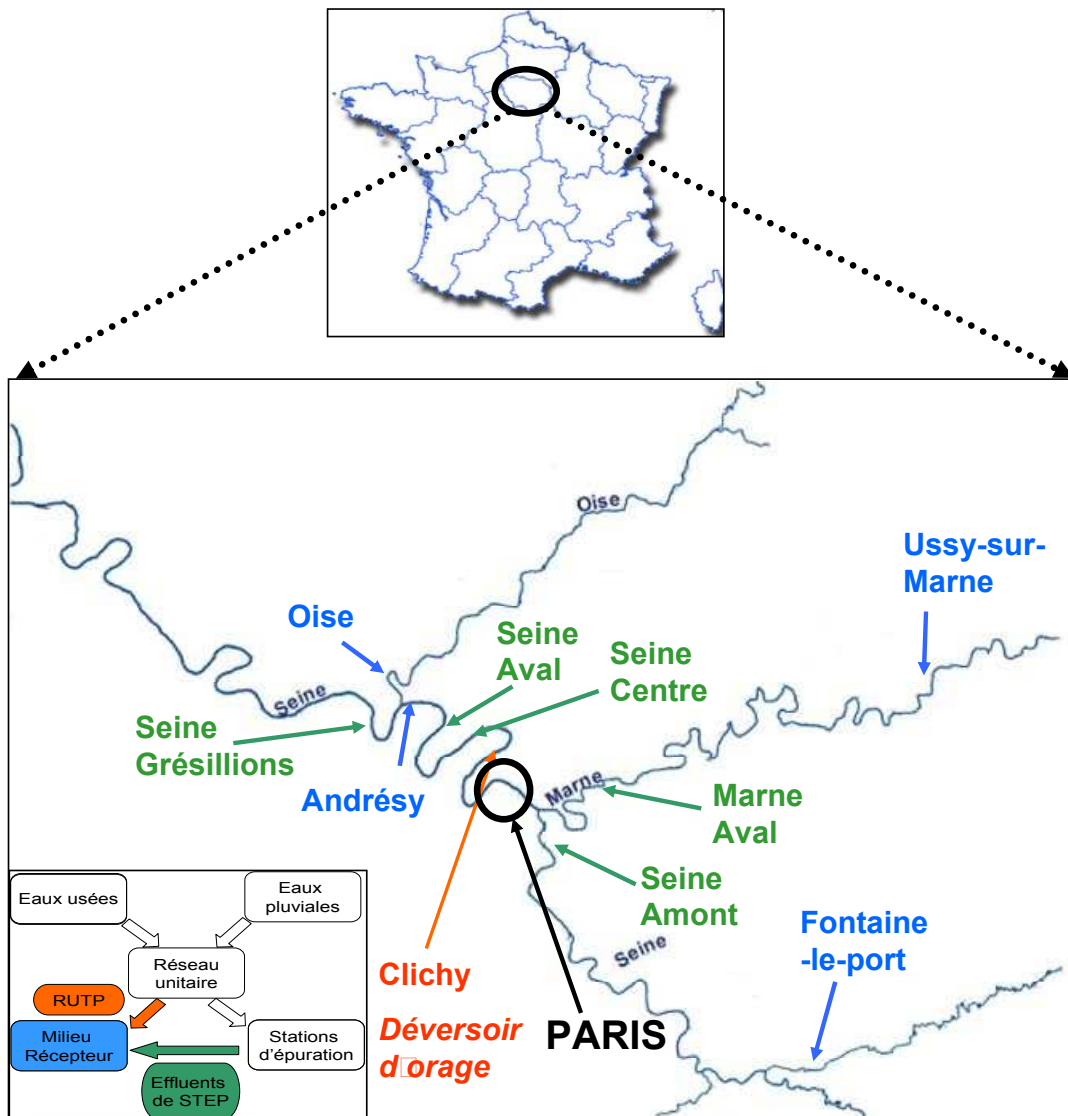 Oise
Ussy-sur-
Marne
Oise
Seine
Aval
Seine
Centre
Seine
Seine
Grésillions
Andrésy
Marne
Marne
Aval
Seine
Amont
Seine
Fontaine
-le-port
Clichy
Déversoir
d□orage
PARIS
Eaux usées
Eaux
pluviales
Réseau
unitaire
RUTP
Milieu
Récepteur
Stations
d'épuration
Effluents
de STEP